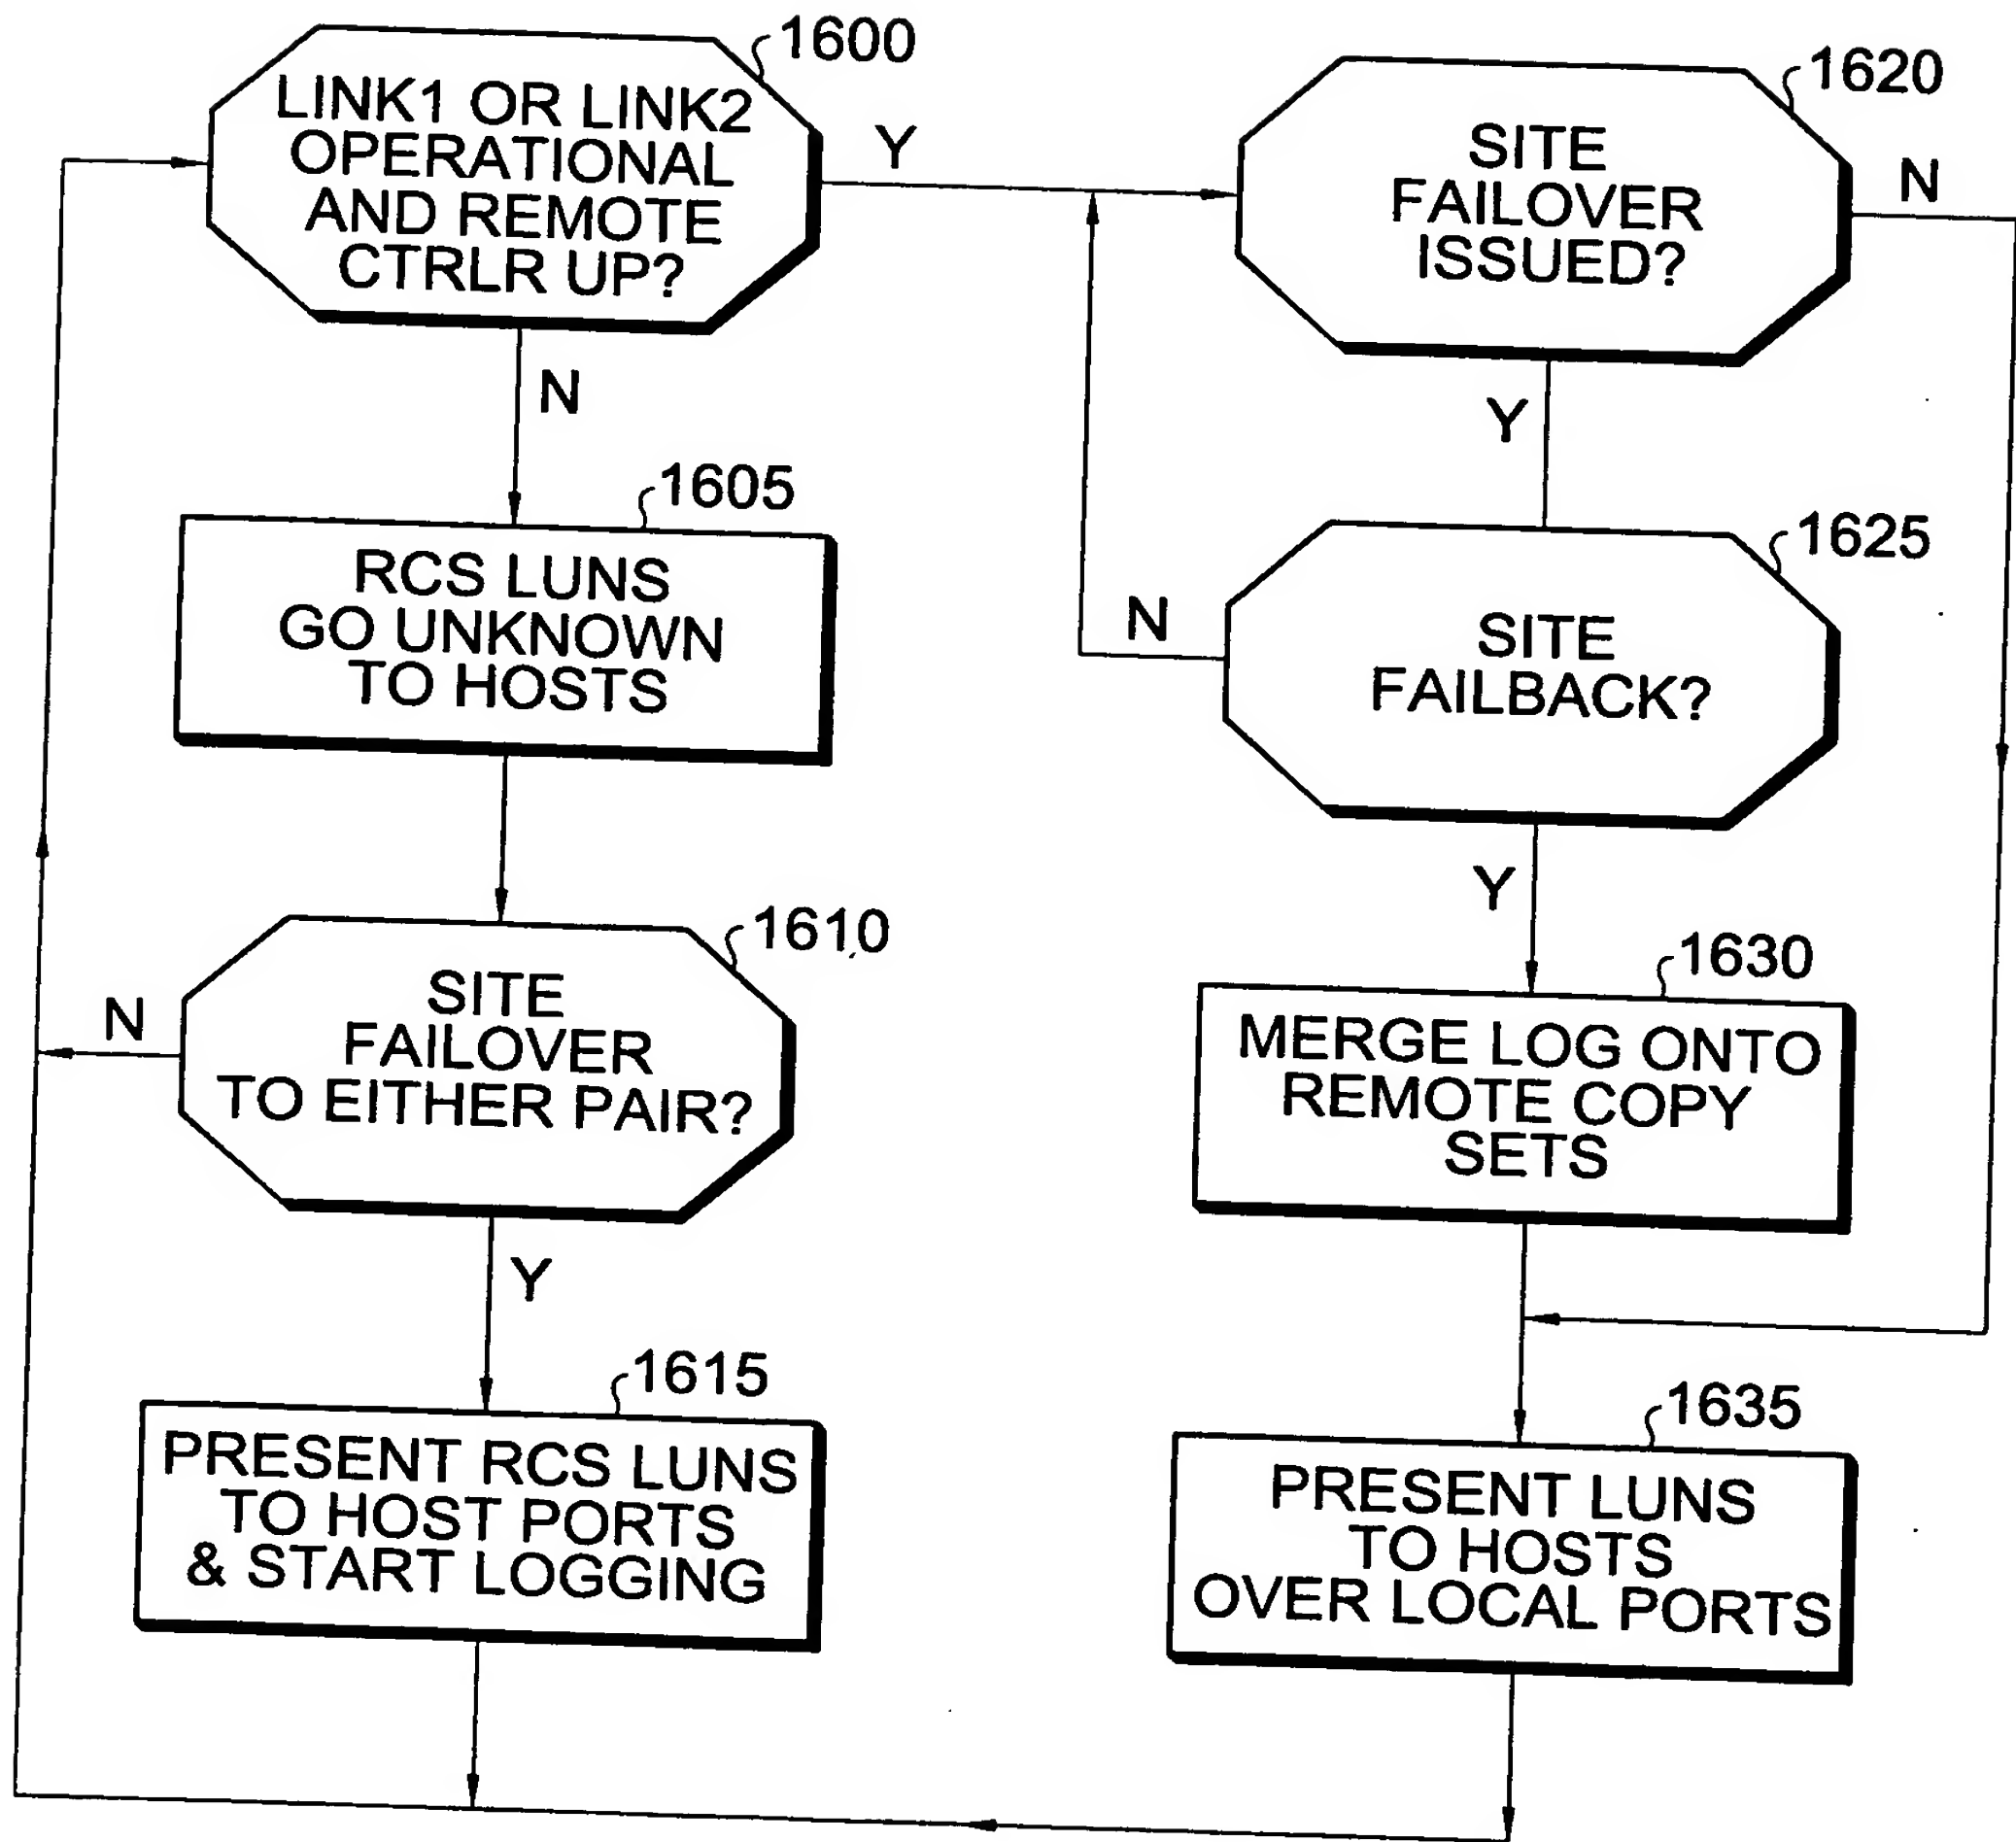 1600
LINK1 OR LINK2
OPERATIONAL
AND REMOTE
CTRLR UP?
Y
N
1605
RCS LUNS
GO UNKNOWN
TO HOSTS
1610
SITE
FAILOVER
TO EITHER PAIR?
N
Y
1615
PRESENT RCS LUNS
TO HOST PORTS
& START LOGGING
1620
SITE
FAILOVER
ISSUED?
N
Y
1625
SITE
FAILBACK?
N
Y
1630
MERGE LOG ONTO
REMOTE COPY
SETS
1635
PRESENT LUNS
TO HOSTS
OVER LOCAL PORTS